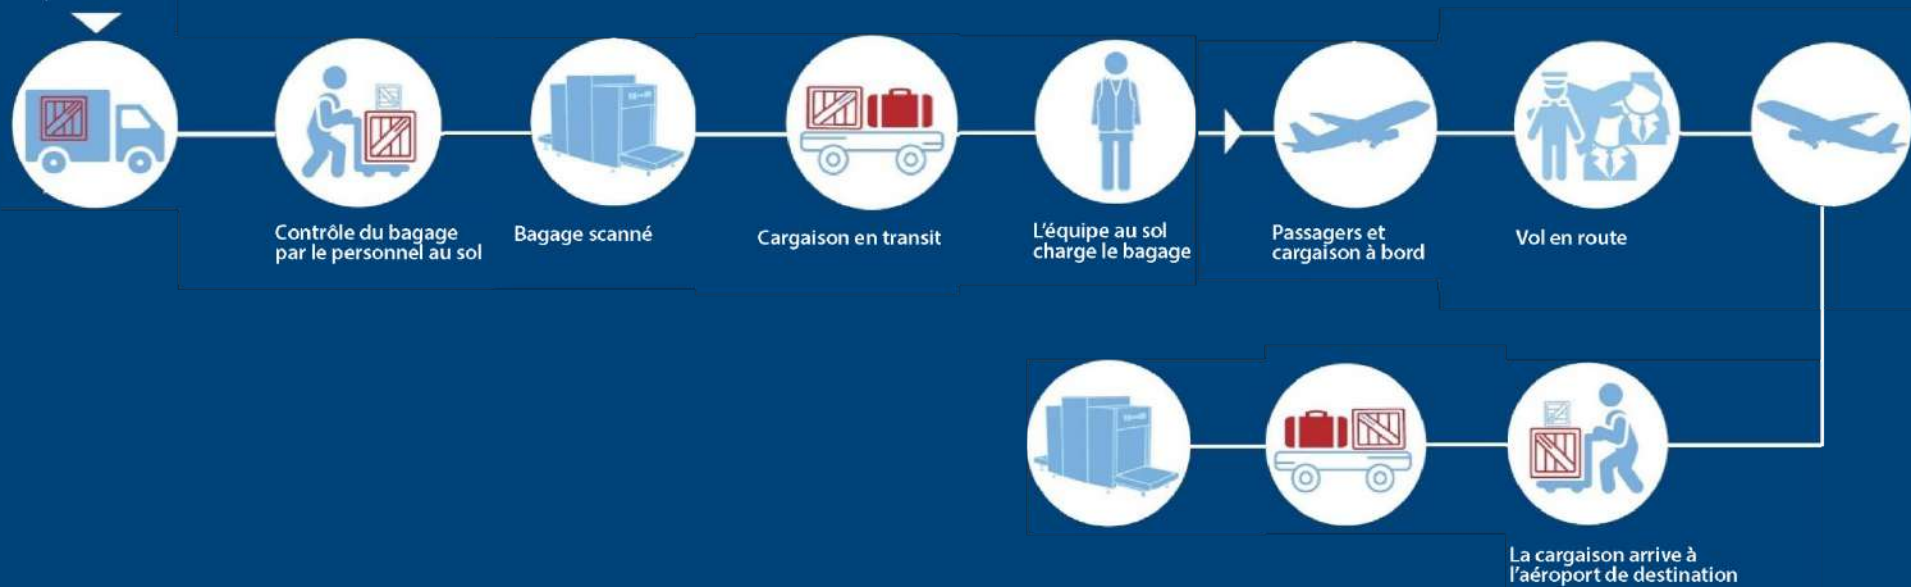 Contrôle du bagage
par le personnel au sol
Bagage scanné
Cargaison en transit
L'équipe au sol
charge le bagage
Passagers et
cargaison à bord
Vol en route
La cargaison arrive à
l'aéroport de destination